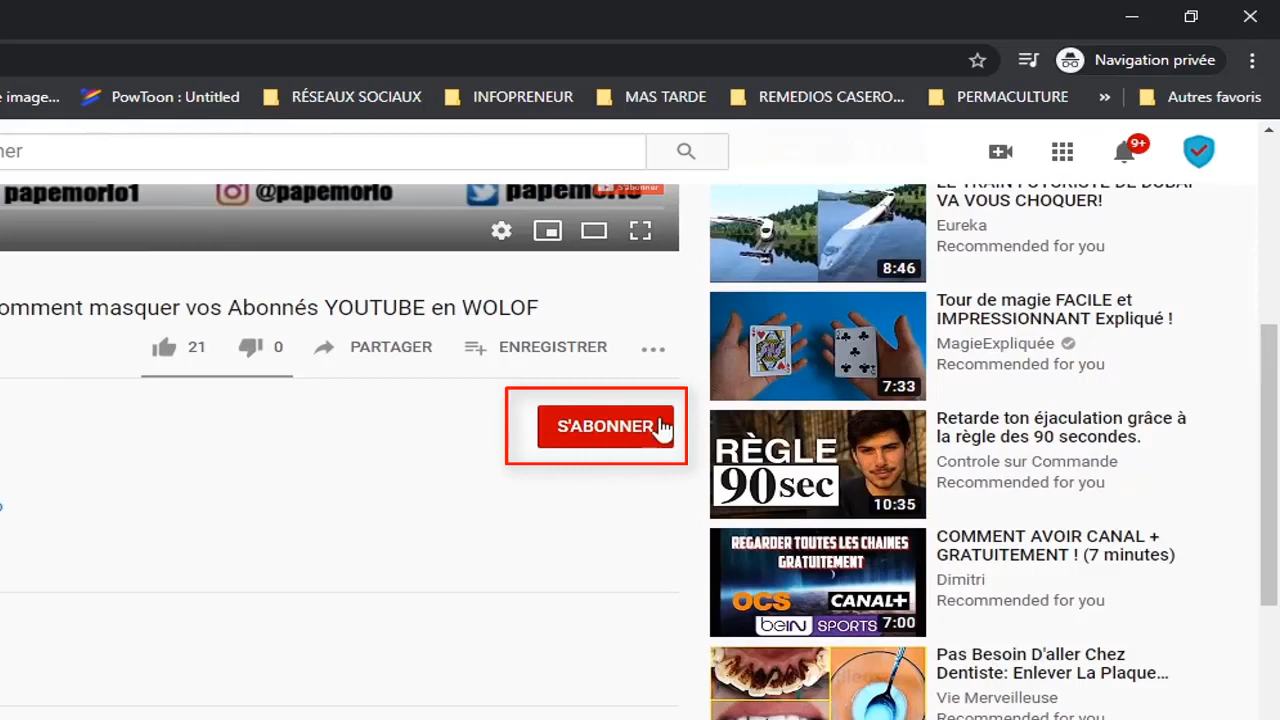 Navigation privée
e image...
PowToon : Untitled
RÉSEAUX SOCIAUX
INFOPRENEUR
MAS TARDE
REMEDIOS CASERO...
PERMACULTURE
»
Autres favoris
ner
9+
papemorlo1
@papemorlo
S'abonner
LE TRAIN FUTURISTE DE DUBAI
VA VOUS CHOQUER!
Eureka
Recommended for you
8:46
omment masquer vos Abonnés YOUTUBE en WOLOF
21
0
PARTAGER
ENREGISTRER
S'ABONNER
Tour de magie FACILE et
IMPRESSIONNANT Expliqué !
MagieExpliquée
Recommended for you
7:33
Retarde ton éjaculation grâce à
la règle des 90 secondes.
Controle sur Commande
Recommended for you
RÈGLE
90sec
10:35
COMMENT AVOIR CANAL +
GRATUITEMENT ! (7 minutes)
Dimitri
Recommended for you
REGARDER TOUTES LES CHAINES
GRATUITEMENT
OCS
CANAL+
beIN SPORTS
7:00
Pas Besoin D'aller Chez
Dentiste: Enlever La Plaque...
Vie Merveilleuse
Recommended for you